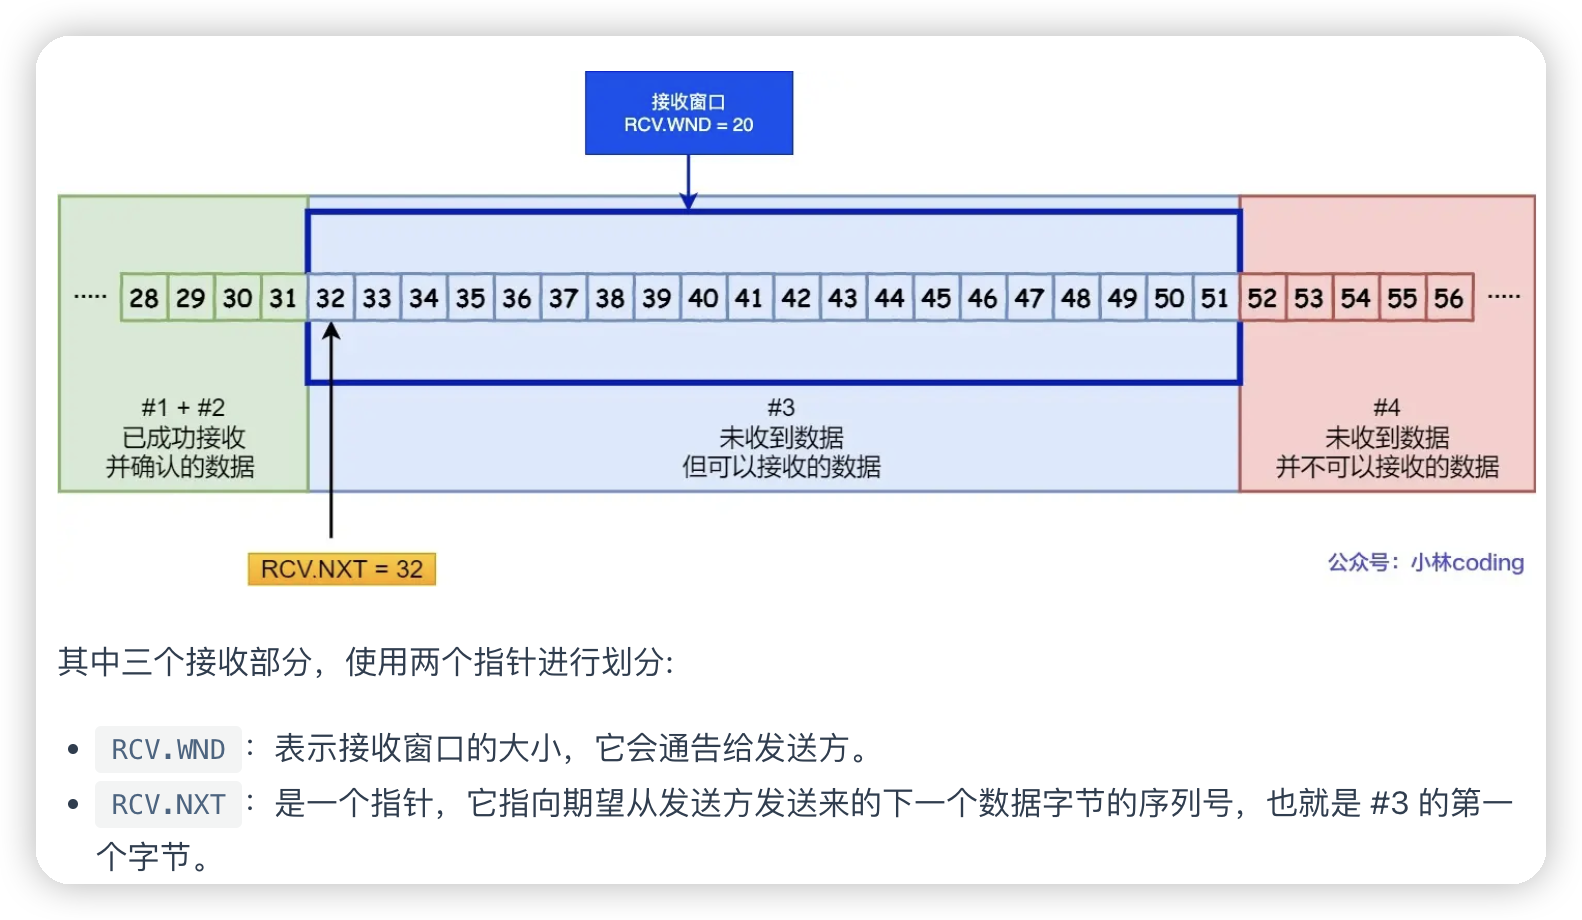 接收窗口
RCV.WND = 20
····· 28 29 30 31 32 33 34 35 36 37 38 39 40 41 42 43 44 45 46 47 48 49 50 51 52 53 54 55 56 ·····
#1 + #2
已成功接收
并确认的数据
#3
未收到数据
但可以接收的数据
#4
未收到数据
并不可以接收的数据
RCV.NXT = 32
公众号：小林coding
其中三个接收部分，使用两个指针进行划分:
• RCV.WND：表示接收窗口的大小，它会通告给发送方。
• RCV.NXT：是一个指针，它指向期望从发送方发送来的下一个数据字节的序列号，也就是 #3 的第一
个字节。